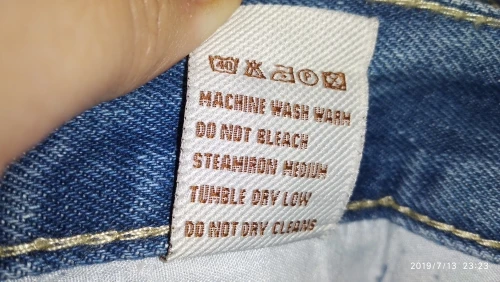 40 P
MACHINE WASH WARM
DO NOT BLEACH
STEAMIRON MEDIUM
TUMBLE DRY LOW
DO NOT DRY CLEANS
2019/7/13 23:23